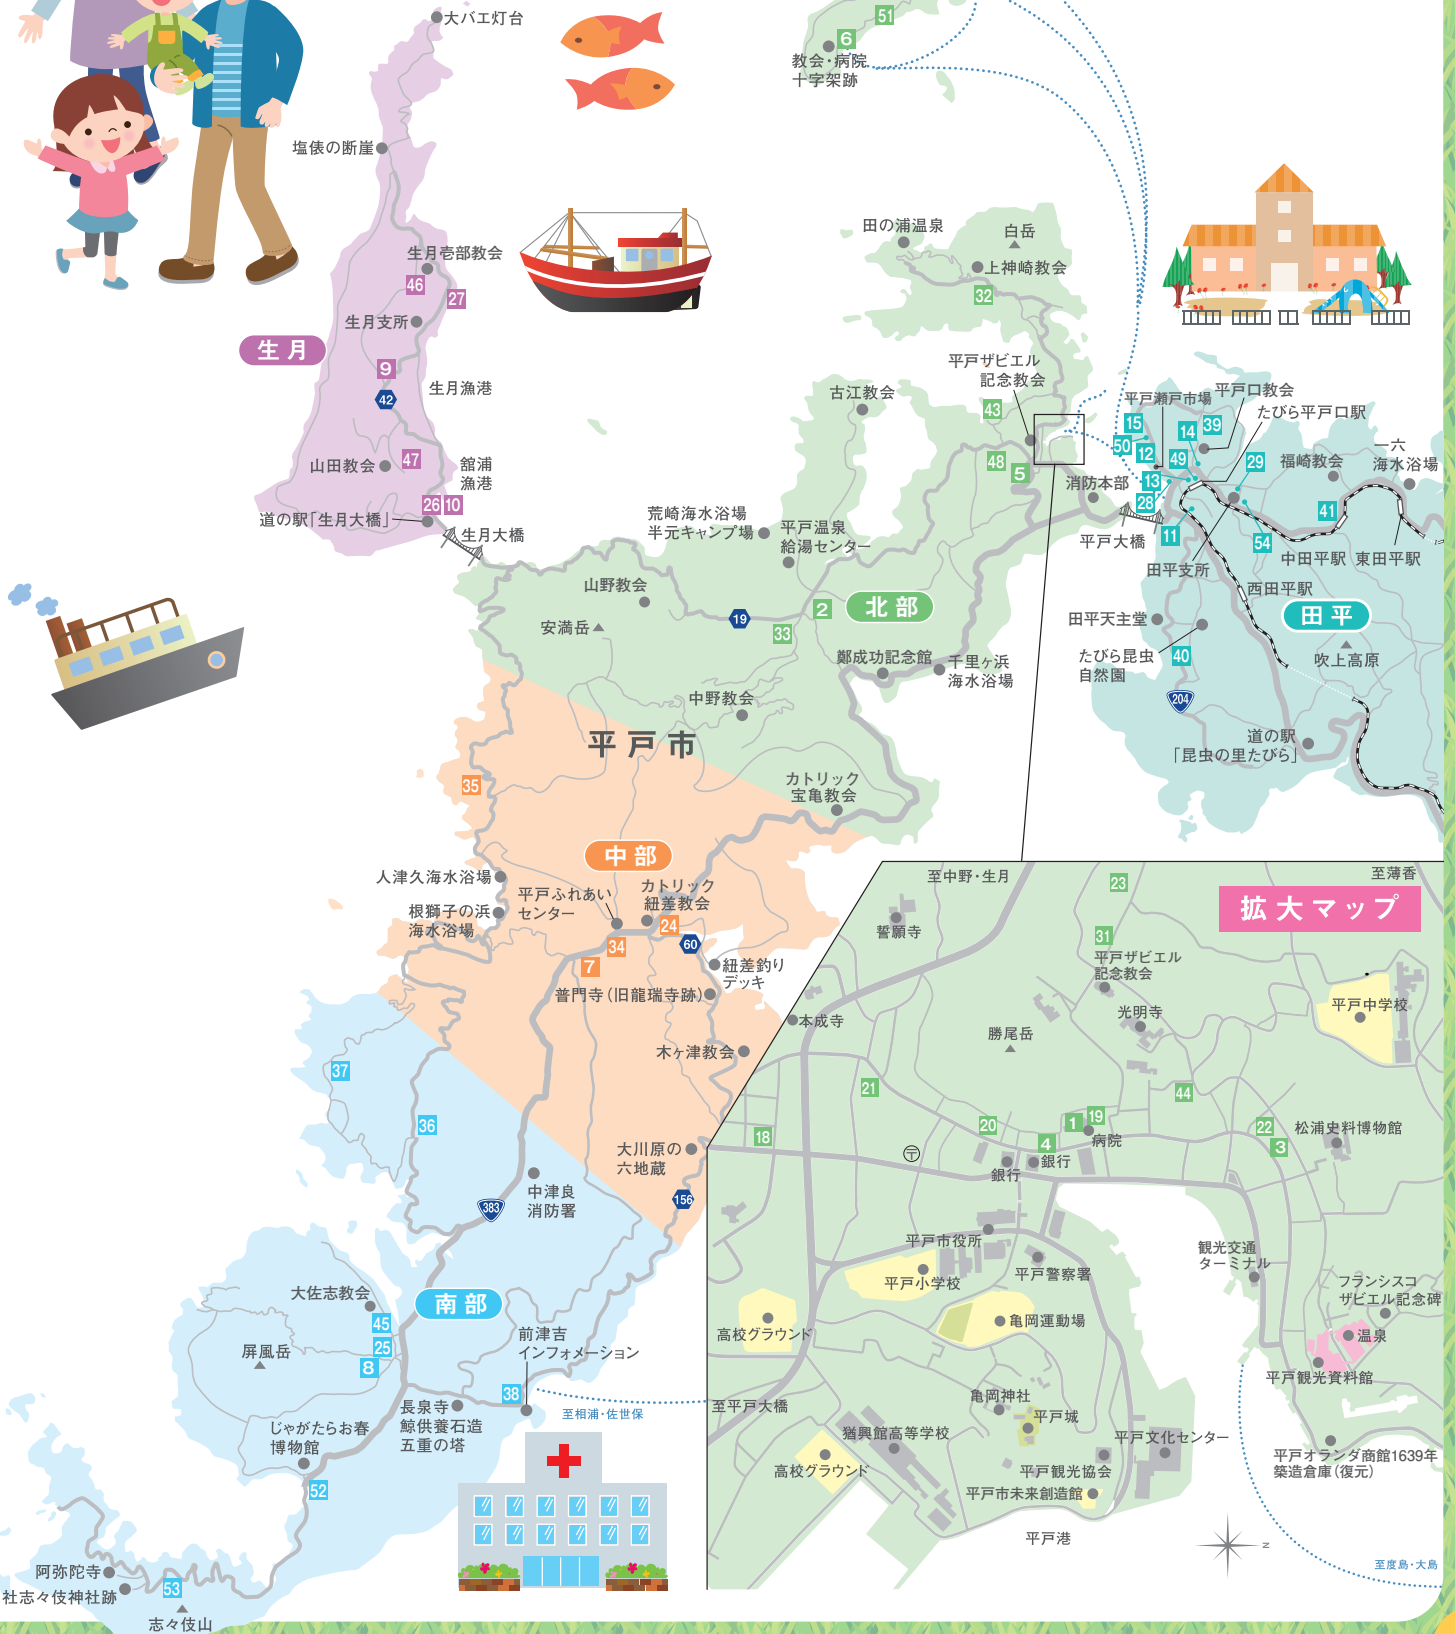 大バエ灯台
51
6
教会・病院
十字架跡
塩俵の断崖
生月壱部教会
46
27
生月支所
生月
9
42
生月漁港
山田教会
47
舘浦
漁港
26
10
道の駅「生月大橋」
生月大橋
田の浦温泉
白岳
上神崎教会
32
平戸ザビエル
記念教会
古江教会
43
48
5
消防本部
平戸大橋
荒崎海水浴場
半元キャンプ場
平戸温泉
給湯センター
山野教会
安満岳
19
2
33
北部
鄭成功記念館
千里ヶ浜
海水浴場
中野教会
平戸市
カトリック
宝亀教会
平戸瀬戸市場
平戸口教会
たびら平戸口駅
15
14
39
50
12
49
29
13
28
福崎教会
一六
海水浴場
41
11
54
中田平駅
東田平駅
田平支所
西田平駅
田平
田平天主堂
たびら昆虫
自然園
40
吹上高原
204
道の駅
「昆虫の里たびら」
35
中部
人津久海水浴場
根獅子の浜
海水浴場
平戸ふれあい
センター
カトリック
紐差教会
24
34
7
60
紐差釣り
デッキ
普門寺(旧龍瑞寺跡)
木ヶ津教会
大川原の
六地蔵
156
37
36
中津良
消防署
383
南部
大佐志教会
45
25
8
屏風岳
前津吉
インフォメーション
38
至相浦・佐世保
長泉寺
鯨供養石造
五重の塔
じゃがたらお春
博物館
52
阿弥陀寺
社志々伎神社跡
53
志々伎山
拡大マップ
至中野・生月
至薄香
23
誓願寺
31
平戸ザビエル
記念教会
平戸中学校
本成寺
光明寺
勝尾岳
21
44
18
20
1
19
病院
4
銀行
銀行
〒
22
3
松浦史料博物館
平戸市役所
平戸小学校
平戸警察署
観光交通
ターミナル
フランシスコ
ザビエル記念碑
亀岡運動場
高校グラウンド
温泉
平戸観光資料館
至平戸大橋
亀岡神社
平戸城
猶興館高等学校
平戸文化センター
高校グラウンド
平戸観光協会
平戸市未来創造館
平戸オランダ商館1639年
築造倉庫(復元)
平戸港
N
至度島・大島